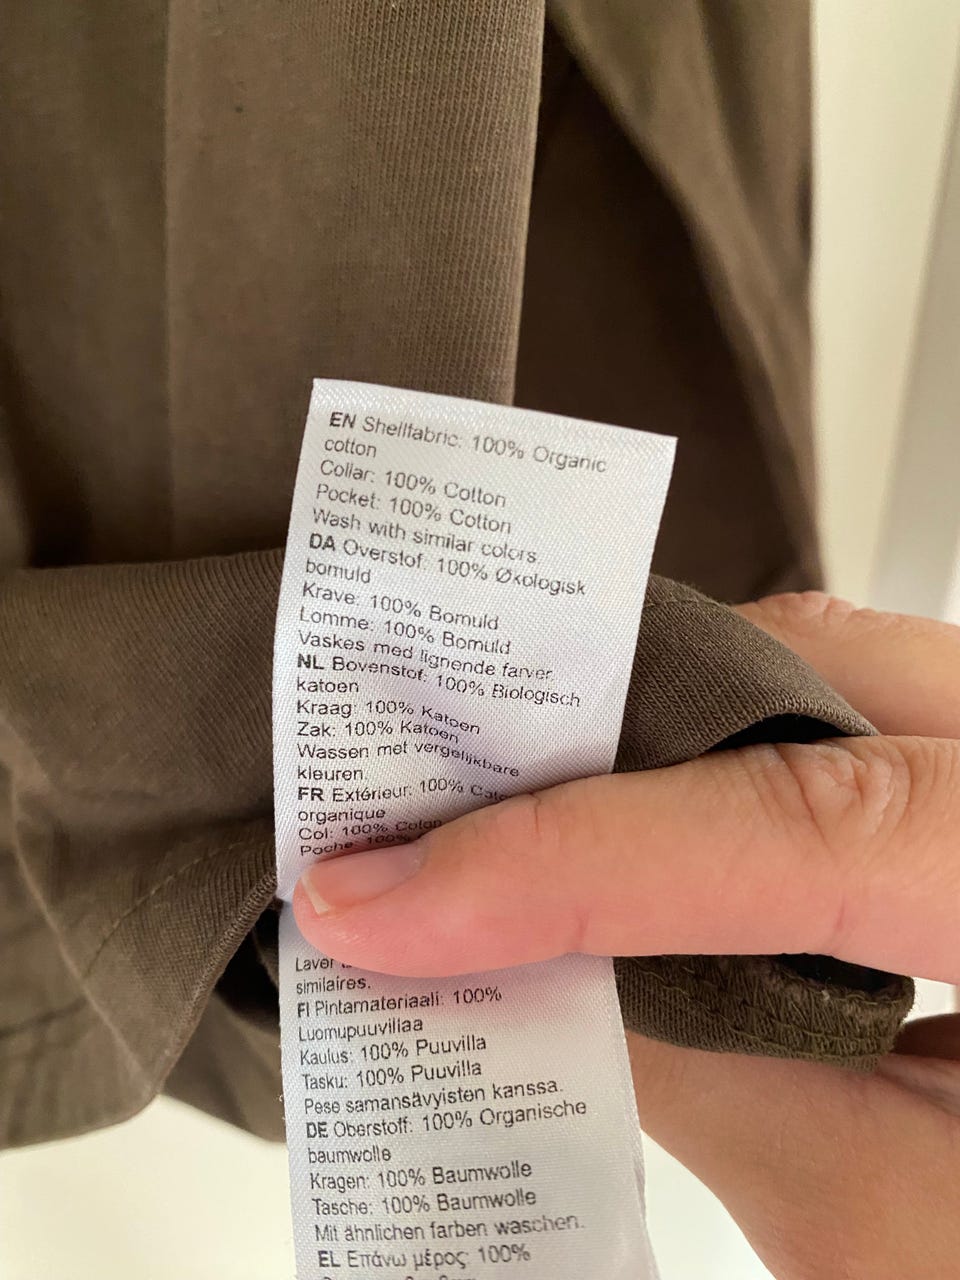 EN Shellfabric: 100% Organic
cotton
Collar: 100% Cotton
Pocket: 100% Cotton
Wash with similar colors
DA Overstof: 100% Økologisk
bomuld
Krave: 100% Bomuld
Lomme: 100% Bomuld
Vaskes med lignende farver
NL Bovenstof: 100% Biologisch
katoen
Kraag: 100% Katoen
Zak: 100% Katoen
Wassen met vergelijkbare
kleuren.
FR Extérieur: 100%
organique
Col: 100% Coton
Poche: 100%
Laver
similaires.
FI Pintamateriaali: 100%
Luomupuuvillaa
Kaulus: 100% Puuvilla
Tasku: 100% Puuvilla
Pese samansävyisten kanssa.
DE Oberstoff: 100% Organische
baumwolle
Kragen: 100% Baumwolle
Tasche: 100% Baumwolle
Mit ähnlichen farben waschen.
EL Επάνω μέρος: 100%